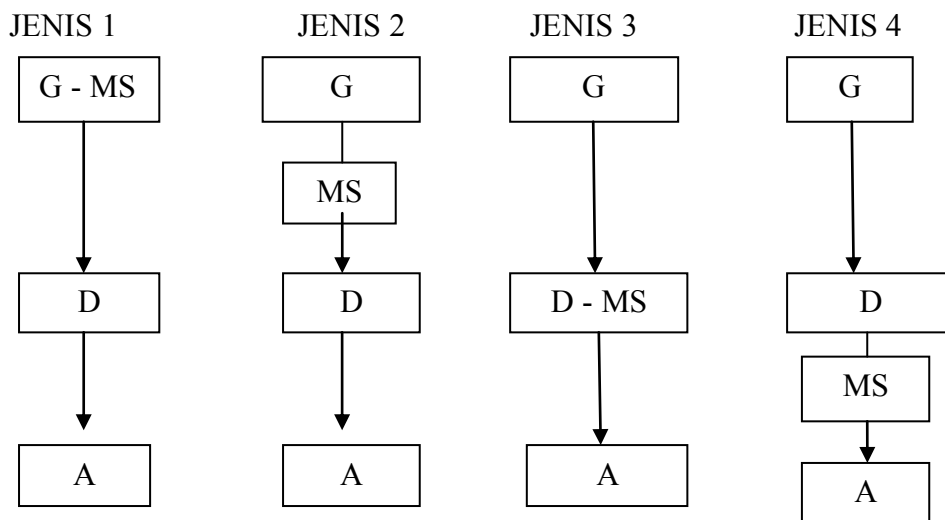 JENIS 1 JENIS 2 JENIS 3 JENIS 4
G - MS G G G
MS
D D D - MS D
MS
A A A A